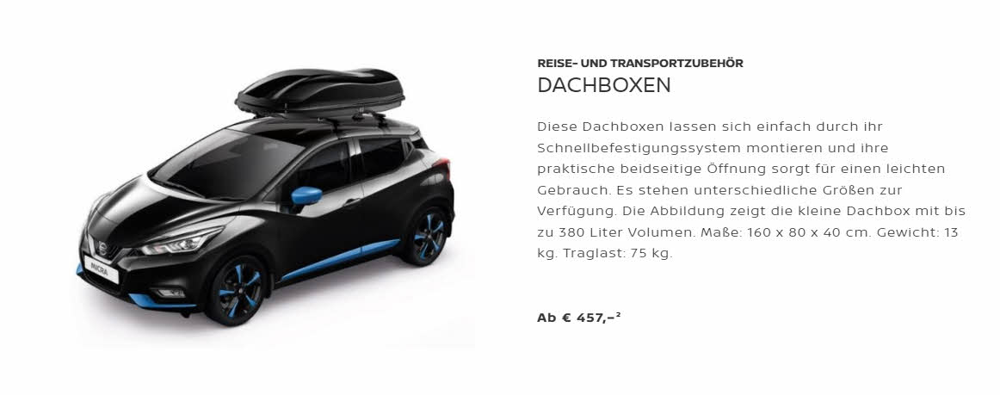 REISE- UND TRANSPORTZUBEHÖR
DACHBOXEN
Diese Dachboxen lassen sich einfach durch ihr
Schnellbefestigungssystem montieren und ihre
praktische beidseitige Öffnung sorgt für einen leichten
Gebrauch. Es stehen unterschiedliche Größen zur
Verfügung. Die Abbildung zeigt die kleine Dachbox mit bis
zu 380 Liter Volumen. Maße: 160 x 80 x 40 cm. Gewicht: 13
kg. Traglast: 75 kg.
Ab € 457,–²
MICRA